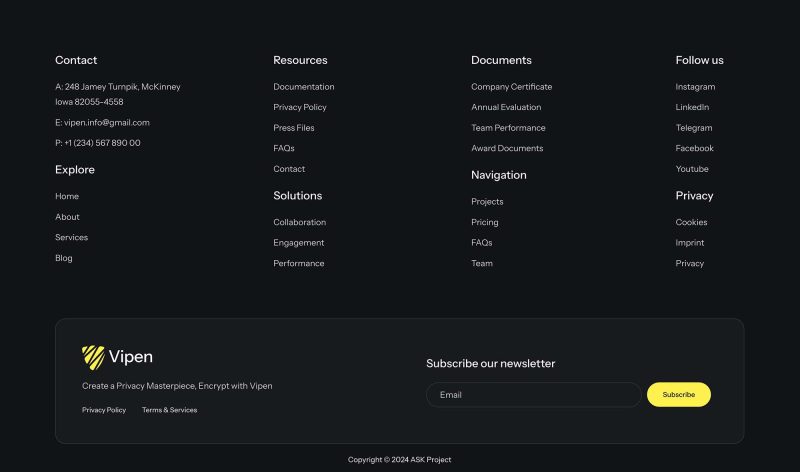 Contact
A: 248 Jamey Turnpik, McKinney
Iowa 82055-4558
E: vipen.info@gmail.com
P: +1 (234) 567 890 00
Explore
Home
About
Services
Blog
Resources
Documentation
Privacy Policy
Press Files
FAQs
Contact
Solutions
Collaboration
Engagement
Performance
Documents
Company Certificate
Annual Evaluation
Team Performance
Award Documents
Navigation
Projects
Pricing
FAQs
Team
Follow us
Instagram
LinkedIn
Telegram
Facebook
Youtube
Privacy
Cookies
Imprint
Privacy
Vipen
Create a Privacy Masterpiece, Encrypt with Vipen
Privacy Policy
Terms & Services
Subscribe our newsletter
Email
Subscribe
Copyright © 2024 ASK Project